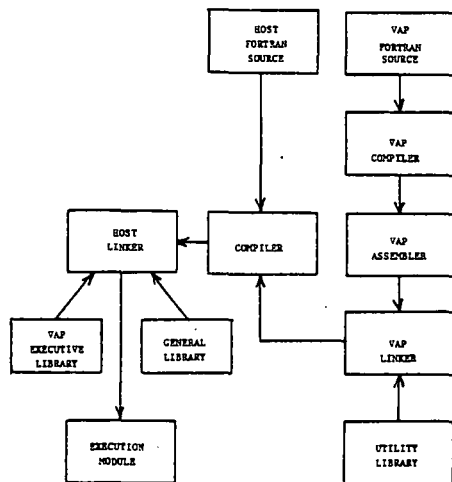 HOST
FORTRAN
SOURCE
VAP
FORTRAN
SOURCE
VAP
COMPILER
HOST
LINKER
COMPILER
VAP
ASSEMBLER
VAP
EXECUTIVE
LIBRARY
GENERAL
LIBRARY
VAP
LINKER
EXECUTION
MODULE
UTILITY
LIBRARY